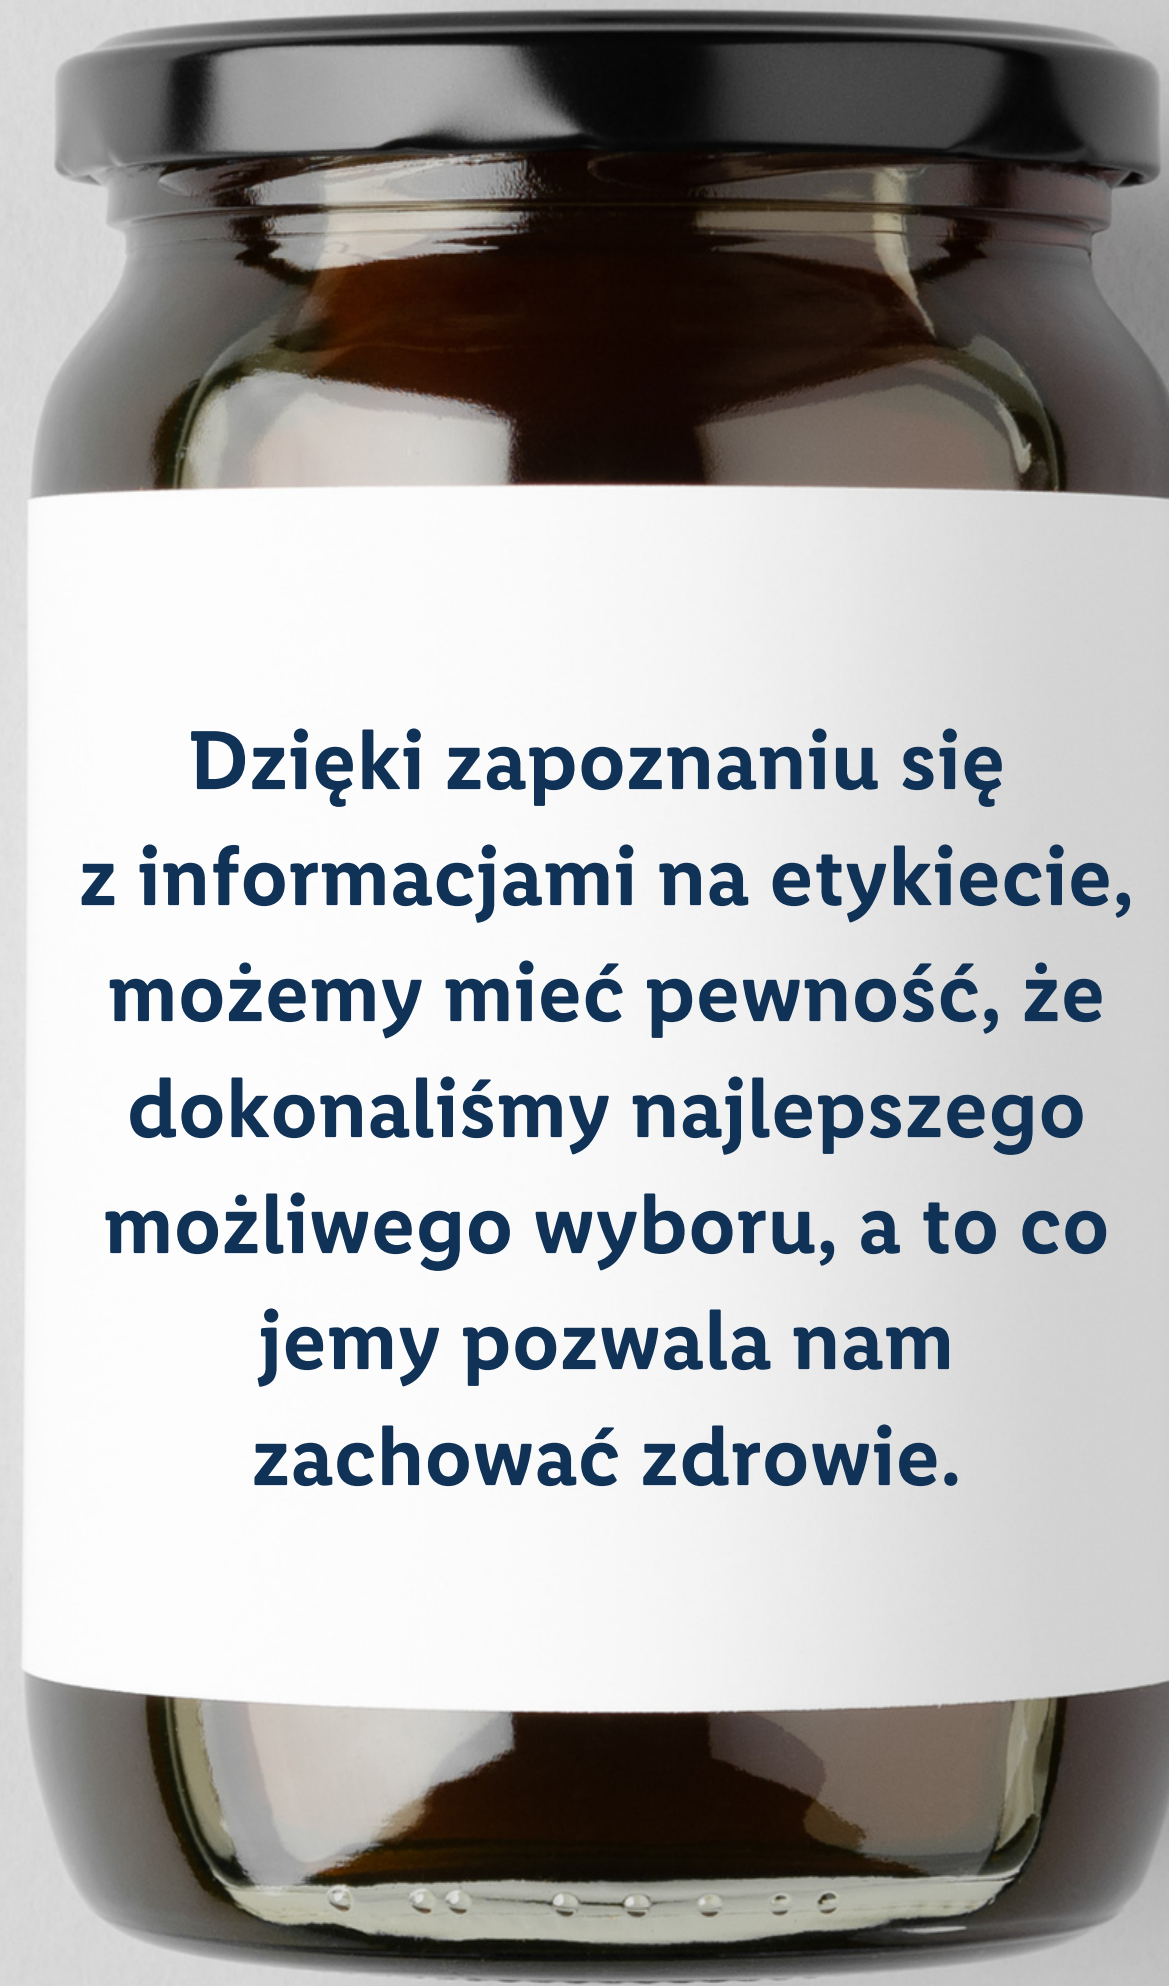 Dzięki zapoznaniu się
z informacjami na etykiecie,
możemy mieć pewność, że
dokonaliśmy najlepszego
możliwego wyboru, a to co
jemy pozwala nam
zachować zdrowie.